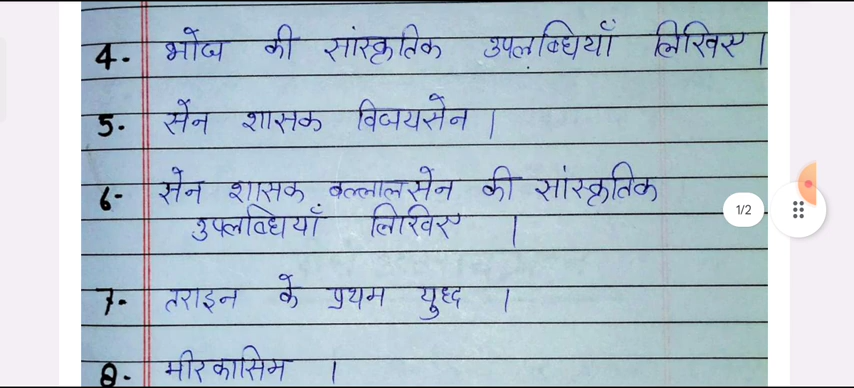 4. भोज की सांस्कृतिक उपलब्धियाँ लिखिए।
5. सेन शासक विजयसेन।
6- सेन शासक बल्लालसेन की सांस्कृतिक
उपलब्धियाँ लिखिए।
1/2
7- तराइन के प्रथम युध्द।
8. मीरकासिम।